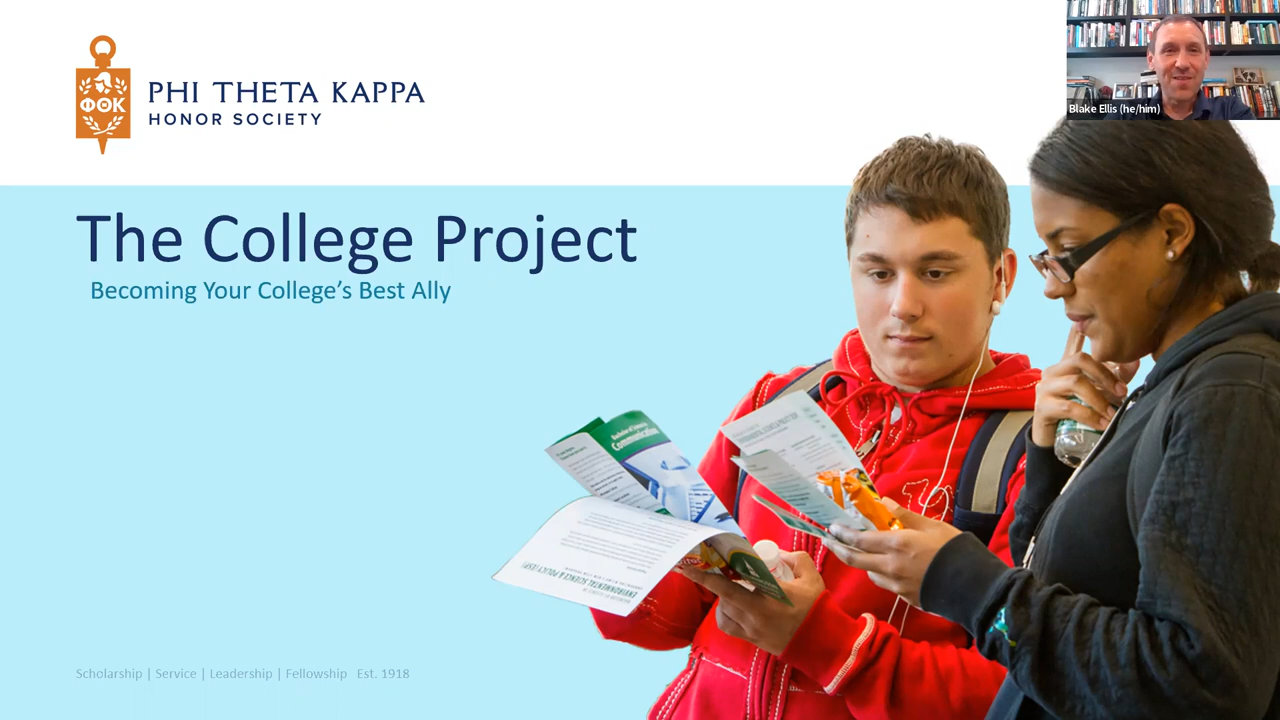 PHI THETA KAPPA
HONOR SOCIETY
ΦΘΚ
Blake Ellis (he/him)
The College Project
Becoming Your College's Best Ally
Communication
ENVIRONMENTAL SCIENCE & POLICY (ESP)
Scholarship | Service | Leadership | Fellowship Est. 1918